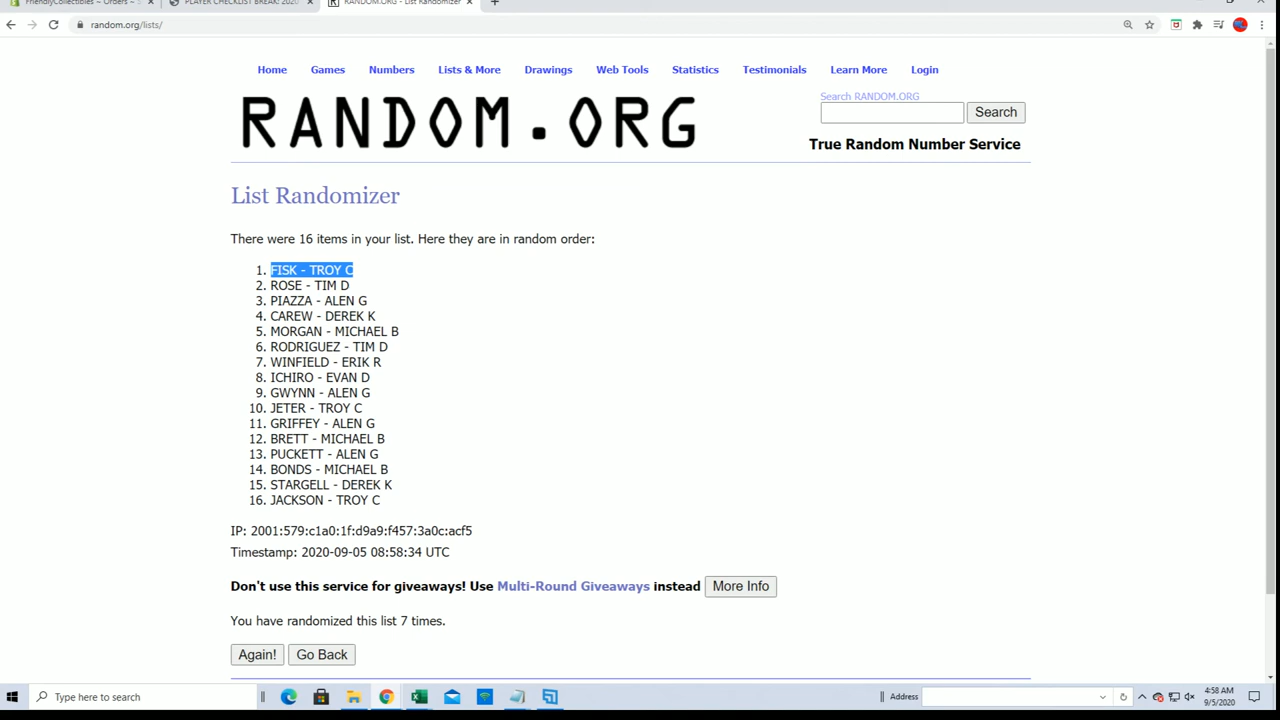 FriendlyCollectibles ~ Orders ~ S
PLAYER CHECKLIST BREAK: 2020
RANDOM.ORG - List Randomizer
random.org/lists/
Home Games Numbers Lists & More Drawings Web Tools Statistics Testimonials Learn More Login
RANDOM.ORG
Search RANDOM.ORG
Search
True Random Number Service
List Randomizer
There were 16 items in your list. Here they are in random order:
1. FISK - TROY C
2. ROSE - TIM D
3. PIAZZA - ALEN G
4. CAREW - DEREK K
5. MORGAN - MICHAEL B
6. RODRIGUEZ - TIM D
7. WINFIELD - ERIK R
8. ICHIRO - EVAN D
9. GWYNN - ALEN G
10. JETER - TROY C
11. GRIFFEY - ALEN G
12. BRETT - MICHAEL B
13. PUCKETT - ALEN G
14. BONDS - MICHAEL B
15. STARGELL - DEREK K
16. JACKSON - TROY C
IP: 2001:579:c1a0:1f:d9a9:f457:3a0c:acf5
Timestamp: 2020-09-05 08:58:34 UTC
Don't use this service for giveaways! Use Multi-Round Giveaways instead More Info
You have randomized this list 7 times.
Again! Go Back
Type here to search
Address
4:58 AM
9/5/2020